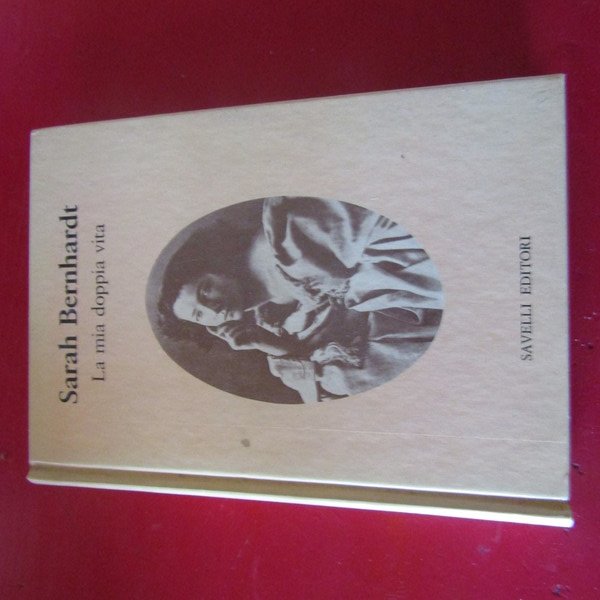 Sarah Bernhardt
La mia doppia vita
SAVELLI EDITORI